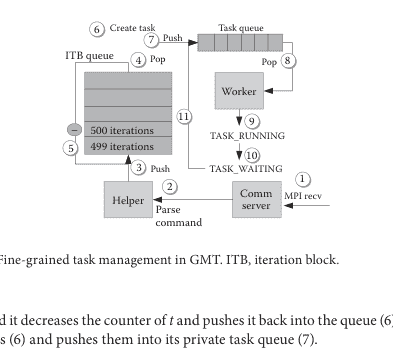 6 Create task
Task queue
7 Push
ITB queue
4 Pop
Pop 8
Worker
500 iterations
499 iterations
11
9
TASK_RUNNING
10
–
5
3 Push
TASK_WAITING
1
MPI recv
2
Helper
Comm
server
Parse
command
Fine-grained task management in GMT. ITB, iteration block.
d it decreases the counter of t and pushes it back into the queue (6)
s (6) and pushes them into its private task queue (7).